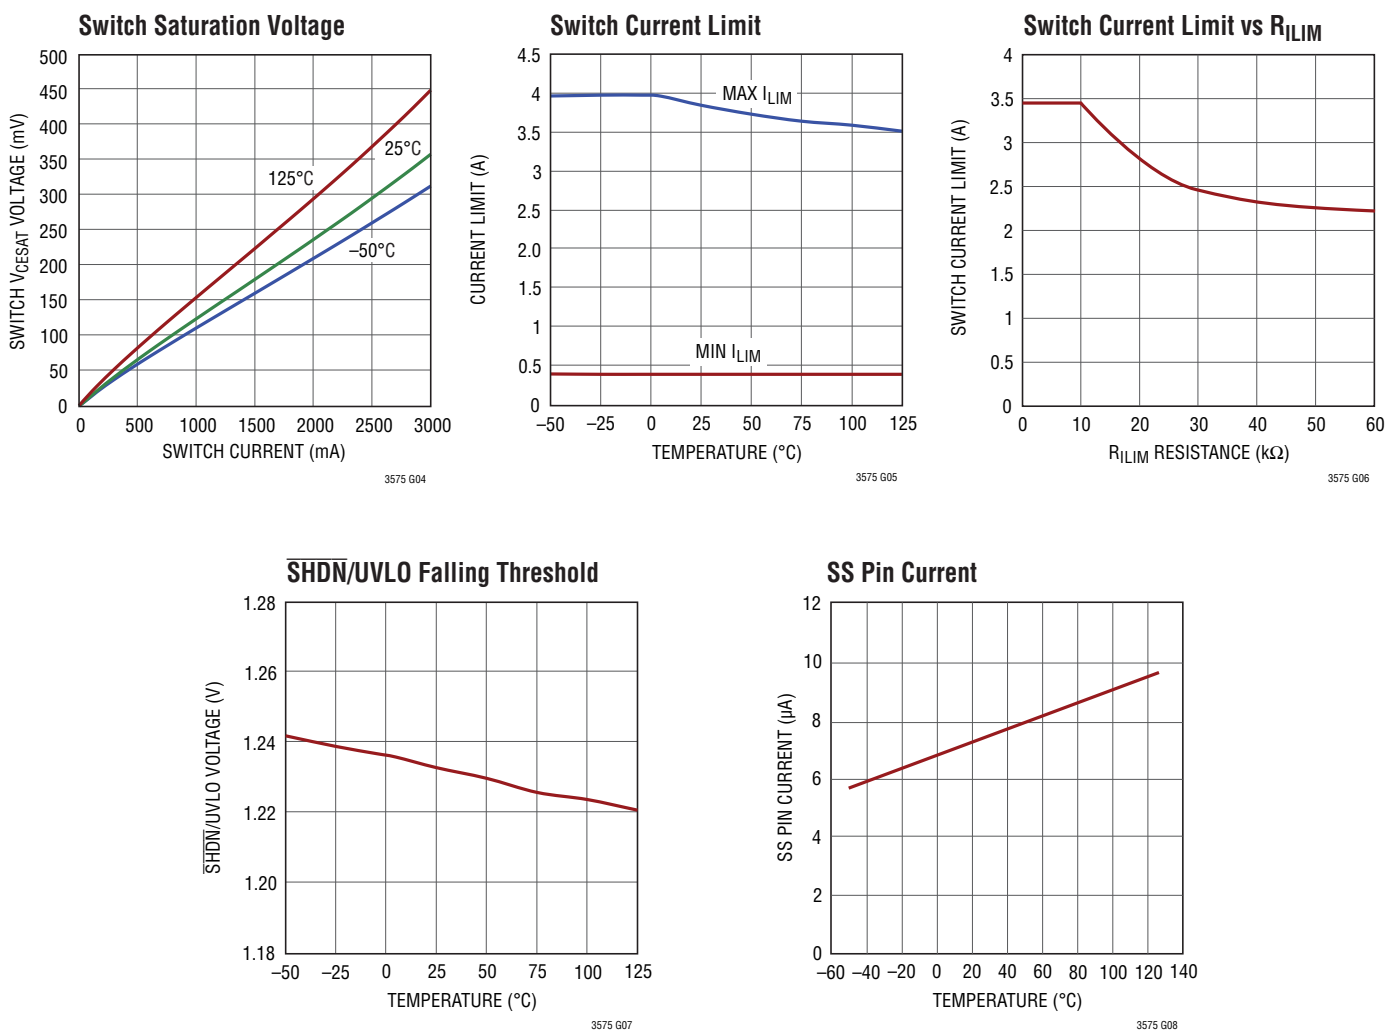 Switch Saturation Voltage
500
450
400
350
300
250
200
150
100
50
0
SWITCH VCESAT VOLTAGE (mV)
125°C
25°C
–50°C
0 500 1000 1500 2000 2500 3000
SWITCH CURRENT (mA)
3575 G04
Switch Current Limit
4.5
4
3.5
3
2.5
2.0
1.5
1
0.5
0
CURRENT LIMIT (A)
MAX ILIM
MIN ILIM
–50 –25 0 25 50 75 100 125
TEMPERATURE (°C)
3575 G05
Switch Current Limit vs RILIM
4
3.5
3
2.5
2
1.5
1
0.5
0
SWITCH CURRENT LIMIT (A)
0 10 20 30 40 50 60
RILIM RESISTANCE (kΩ)
3575 G06
SHDN/UVLO Falling Threshold
1.28
1.26
1.24
1.22
1.20
1.18
SHDN/UVLO VOLTAGE (V)
–50 –25 0 25 50 75 100 125
TEMPERATURE (°C)
3575 G07
SS Pin Current
12
10
8
6
4
2
0
SS PIN CURRENT (µA)
–60 –40 –20 0 20 40 60 80 100 120 140
TEMPERATURE (°C)
3575 G08